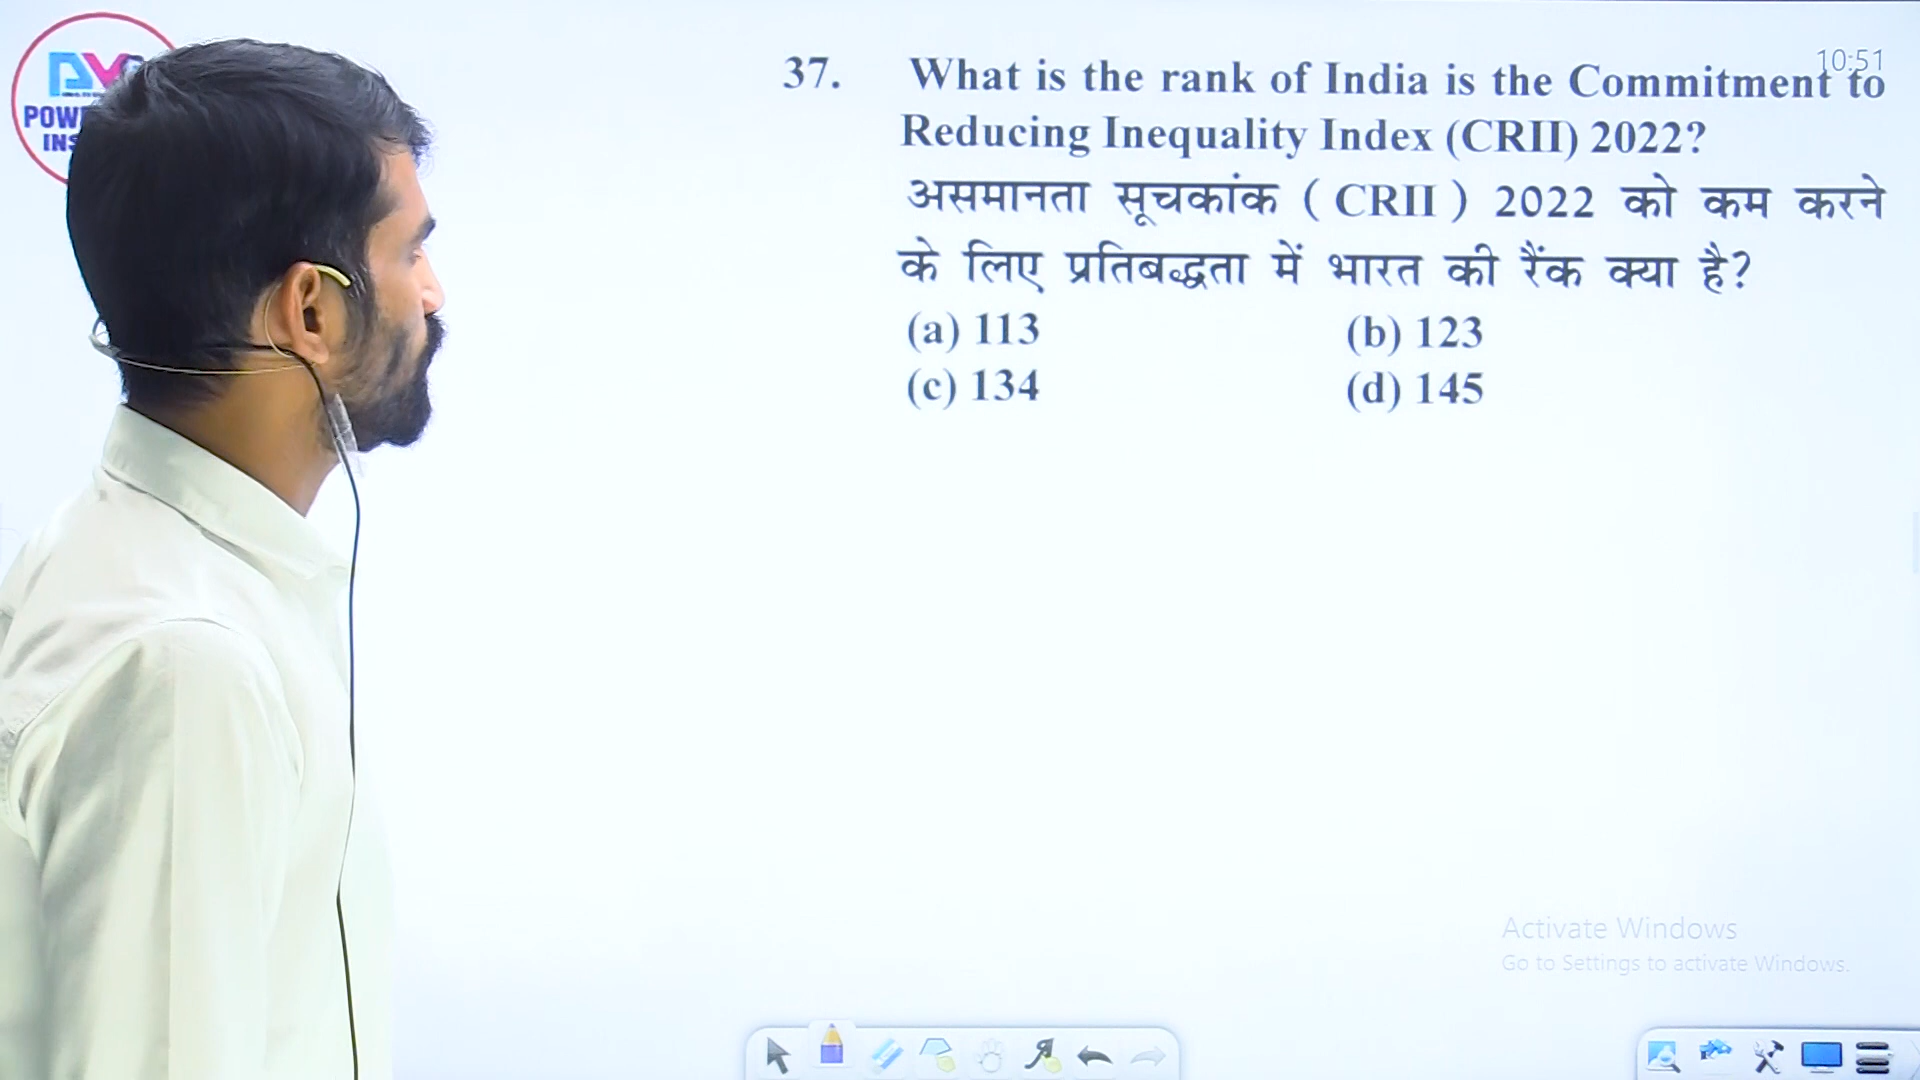 POW
INS
10:51
37. What is the rank of India is the Commitment to
Reducing Inequality Index (CRII) 2022?
असमानता सूचकांक ( CRII ) 2022 को कम करने
के लिए प्रतिबद्धता में भारत की रैंक क्या है?
(a) 113 (b) 123
(c) 134 (d) 145
Activate Windows
Go to Settings to activate Windows.